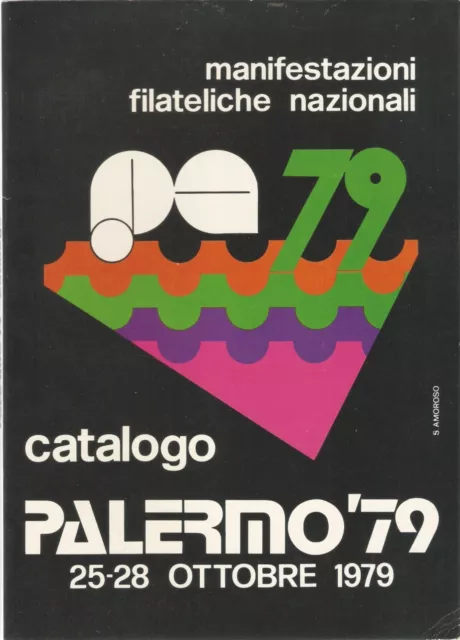 manifestazioni
filateliche nazionali
pa 79
S. AMOROSO
catalogo
PALERMO '79
25-28 OTTOBRE 1979